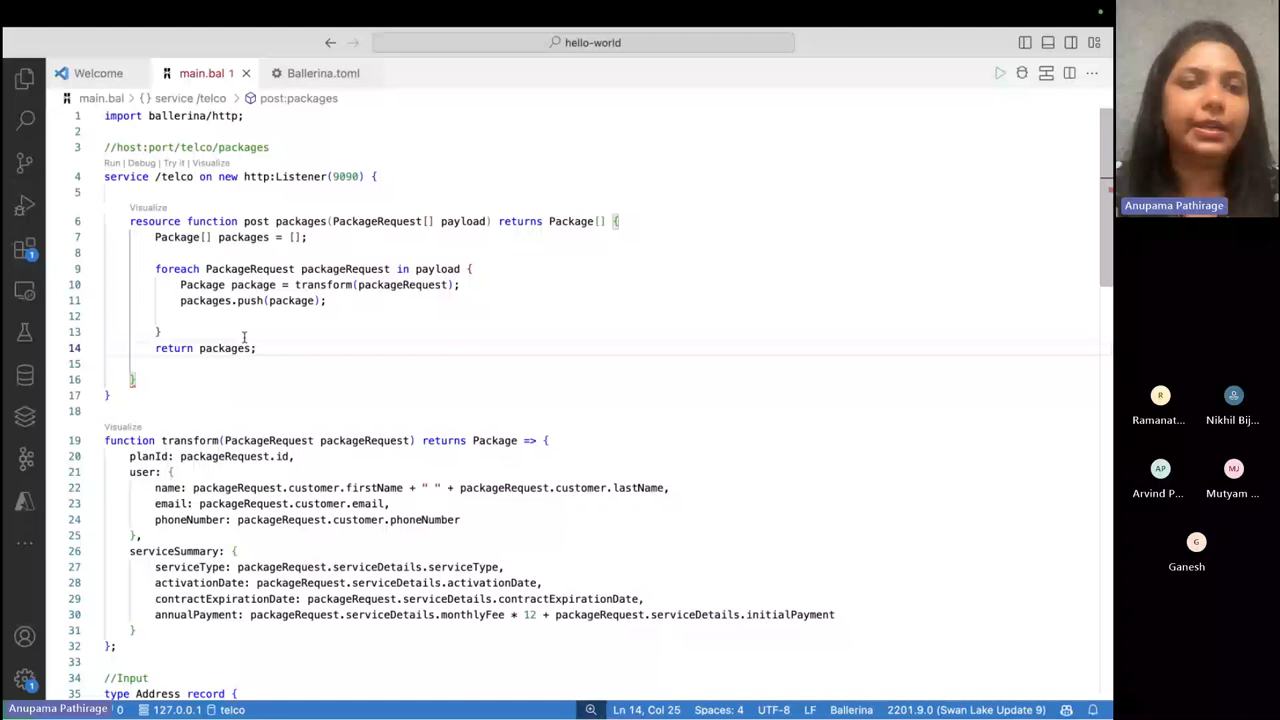 hello-world
Welcome
main.bal 1
Ballerina.toml
main.bal > {} service /telco > post:packages
1 import ballerina/http;
2
3 //host:port/telco/packages
Run | Debug | Try it | Visualize
4 service /telco on new http:Listener(9090) {
5
Visualize
6 resource function post packages(PackageRequest[] payload) returns Package[] {
7 Package[] packages = [];
8
9 foreach PackageRequest packageRequest in payload {
10 Package package = transform(packageRequest);
11 packages.push(package);
12
13 }
14 return packages;
15
16 }
17 }
18
Visualize
19 function transform(PackageRequest packageRequest) returns Package => {
20 planId: packageRequest.id,
21 user: {
22 name: packageRequest.customer.firstName + " " + packageRequest.customer.lastName,
23 email: packageRequest.customer.email,
24 phoneNumber: packageRequest.customer.phoneNumber
25 },
26 serviceSummary: {
27 serviceType: packageRequest.serviceDetails.serviceType,
28 activationDate: packageRequest.serviceDetails.activationDate,
29 contractExpirationDate: packageRequest.serviceDetails.contractExpirationDate,
30 annualPayment: packageRequest.serviceDetails.monthlyFee * 12 + packageRequest.serviceDetails.initialPayment
31 }
32 };
33
34 //Input
35 type Address record {
1
1
Anupama Pathirage
0
127.0.0.1
telco
Ln 14, Col 25
Spaces: 4
UTF-8
LF
Ballerina
2201.9.0 (Swan Lake Update 9)
Anupama Pathirage
R
Ramanat...
Nikhil Bij...
AP
Arvind P...
MJ
Mutyam ...
G
Ganesh